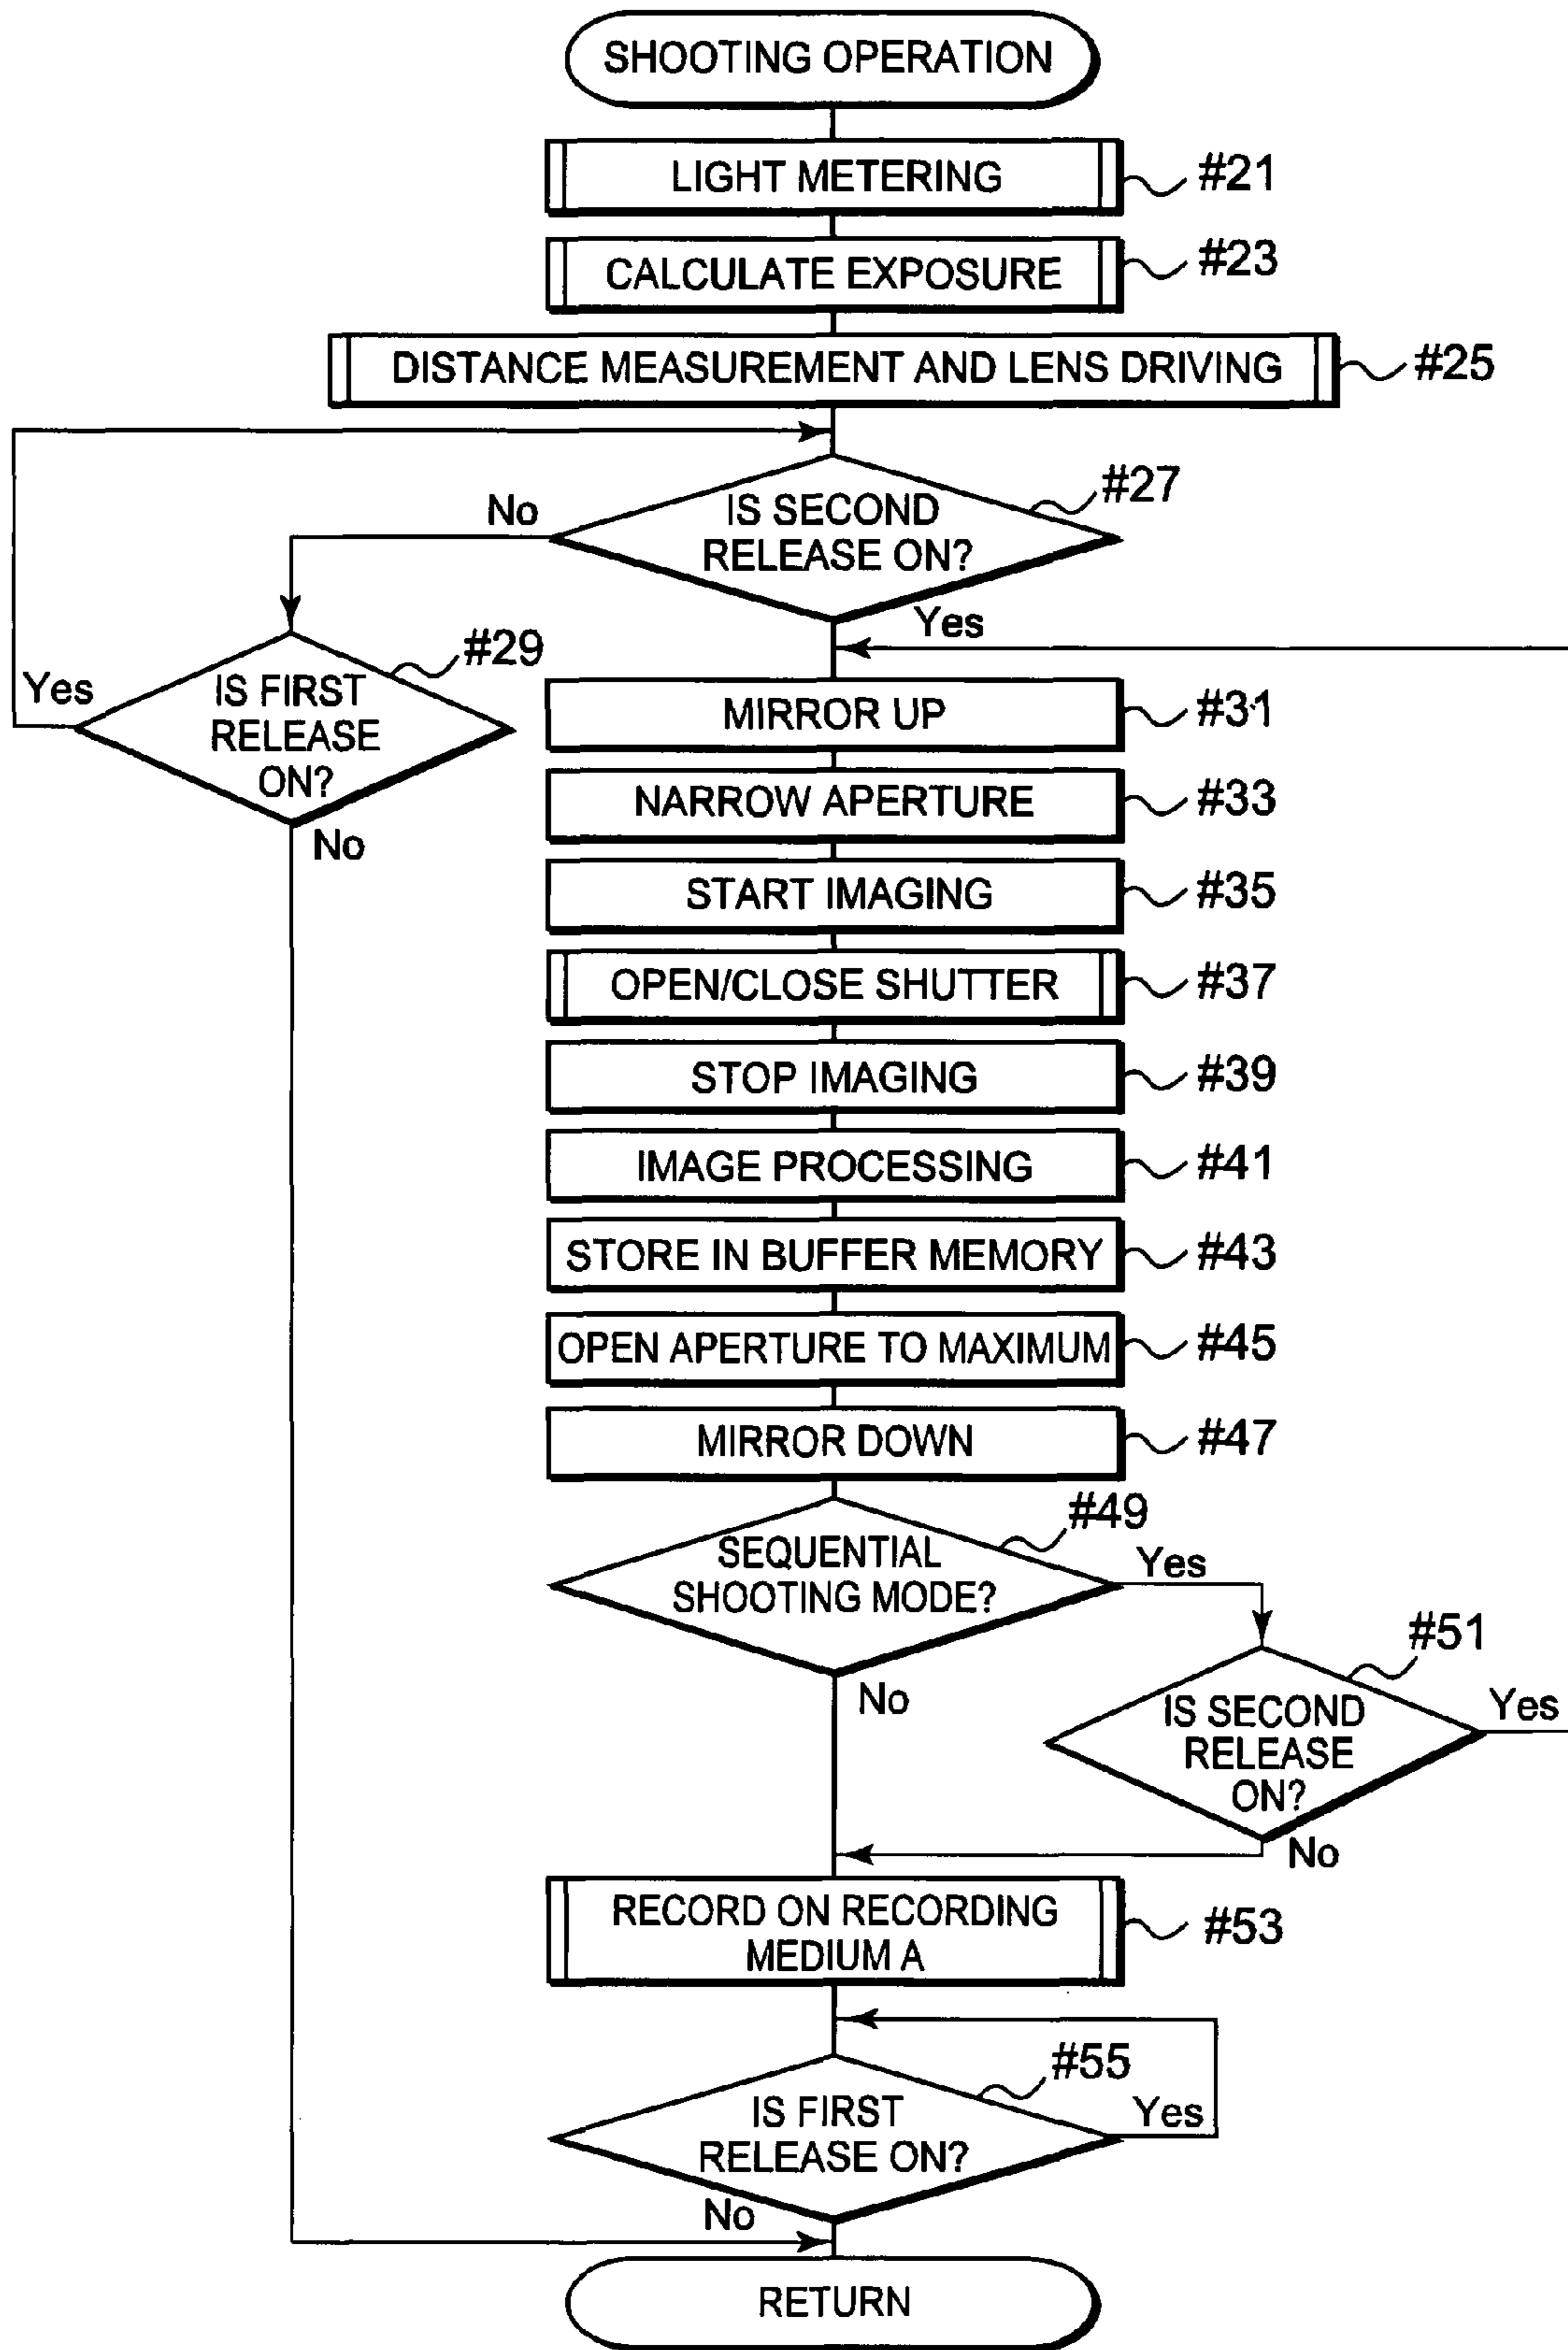 SHOOTING OPERATION
LIGHT METERING
#21
CALCULATE EXPOSURE
#23
DISTANCE MEASUREMENT AND LENS DRIVING
#25
#27
IS SECOND
RELEASE ON?
No
Yes
#29
IS FIRST
RELEASE
ON?
Yes
No
MIRROR UP
#31
NARROW APERTURE
#33
START IMAGING
#35
OPEN/CLOSE SHUTTER
#37
STOP IMAGING
#39
IMAGE PROCESSING
#41
STORE IN BUFFER MEMORY
#43
OPEN APERTURE TO MAXIMUM
#45
MIRROR DOWN
#47
#49
SEQUENTIAL
SHOOTING MODE?
Yes
No
#51
IS SECOND
RELEASE
ON?
Yes
No
RECORD ON RECORDING
MEDIUM A
#53
#55
IS FIRST
RELEASE ON?
Yes
No
RETURN